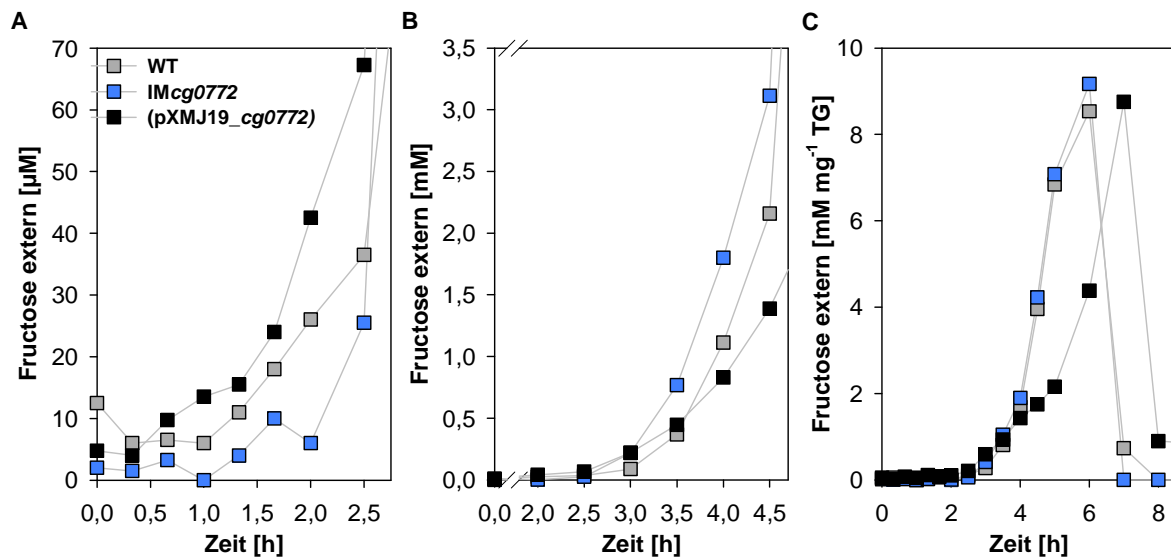 A
Fructose extern [µM]
70
60
50
40
30
20
10
0
WT
IMcg0772
(pXMJ19_cg0772)
0,0 0,5 1,0 1,5 2,0 2,5
Zeit [h]
B
Fructose extern [mM]
3,5
3,0
2,5
2,0
1,5
1,0
0,5
0,0
0,0 2,0 2,5 3,0 3,5 4,0 4,5
Zeit [h]
C
Fructose extern [mM mg⁻¹ TG]
10
8
6
4
2
0
0 2 4 6 8
Zeit [h]